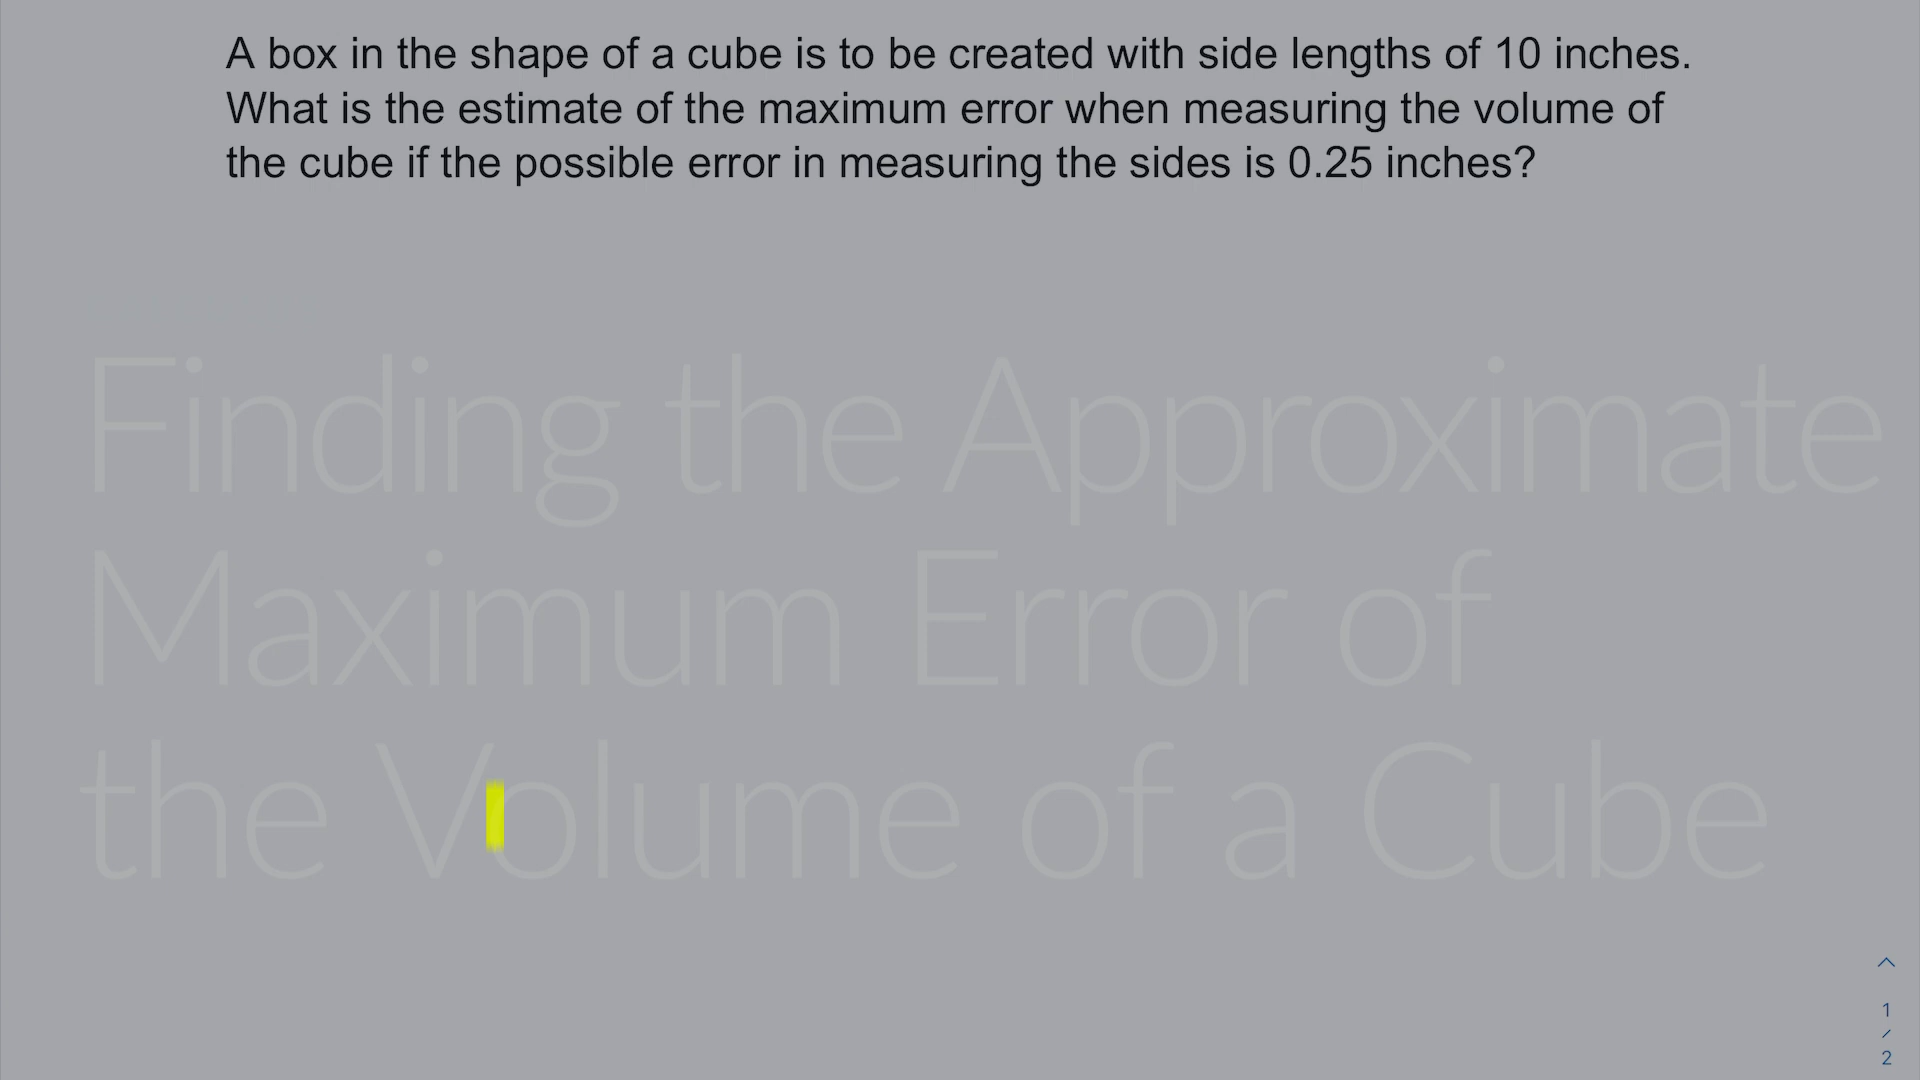 A box in the shape of a cube is to be created with side lengths of 10 inches.
What is the estimate of the maximum error when measuring the volume of
the cube if the possible error in measuring the sides is 0.25 inches?
Finding the Approximate
Maximum Error of
the Volume of a Cube
1
/
2